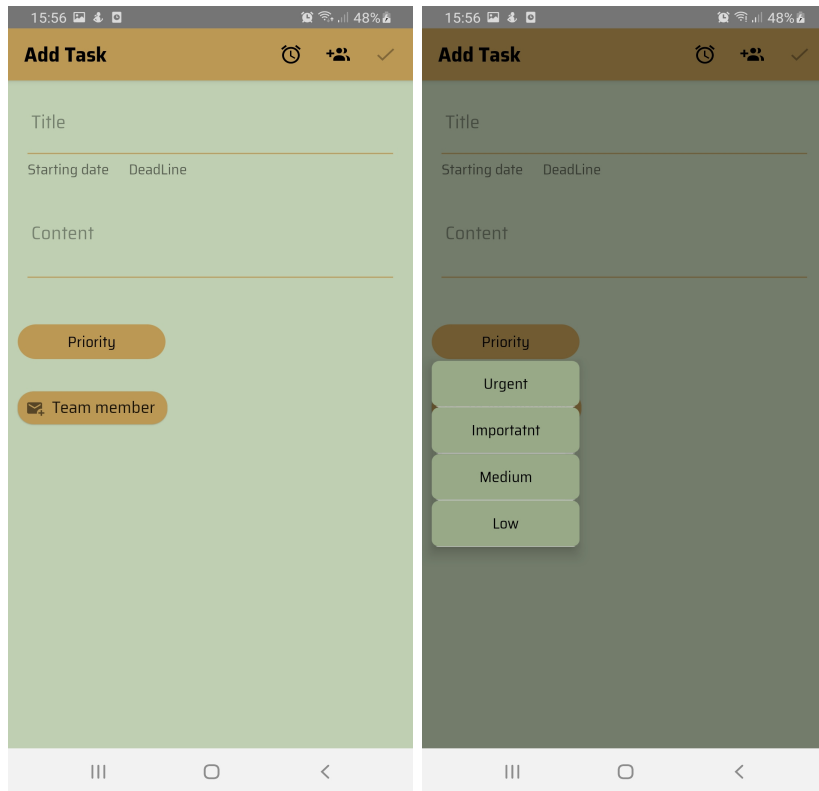 15:56 48%
Add Task
Title
Starting date DeadLine
Content
Priority
Team member
15:56 48%
Add Task
Title
Starting date DeadLine
Content
Priority
Urgent
Importatnt
Medium
Low